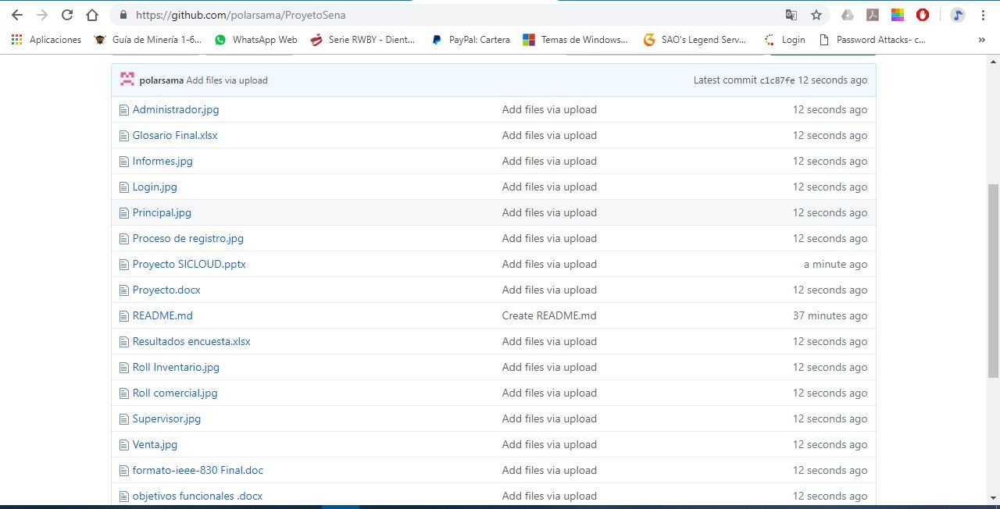 https://github.com/polarsama/ProyetoSena
Aplicaciones Guía de Minería 1-6... WhatsApp Web Serie RWBY - Dient... PayPal: Cartera Temas de Windows... SAO's Legend Serv... Login Password Attacks- c... »
polarsama Add files via upload Latest commit c1c87fe 12 seconds ago
Administrador.jpg Add files via upload 12 seconds ago
Glosario Final.xlsx Add files via upload 12 seconds ago
Informes.jpg Add files via upload 12 seconds ago
Login.jpg Add files via upload 12 seconds ago
Principal.jpg Add files via upload 12 seconds ago
Proceso de registro.jpg Add files via upload 12 seconds ago
Proyecto SICLOUD.pptx Add files via upload a minute ago
Proyecto.docx Add files via upload 12 seconds ago
README.md Create README.md 37 minutes ago
Resultados encuesta.xlsx Add files via upload 12 seconds ago
Roll Inventario.jpg Add files via upload 12 seconds ago
Roll comercial.jpg Add files via upload 12 seconds ago
Supervisor.jpg Add files via upload 12 seconds ago
Venta.jpg Add files via upload 12 seconds ago
formato-ieee-830 Final.doc Add files via upload 12 seconds ago
objetivos funcionales .docx Add files via upload 12 seconds ago